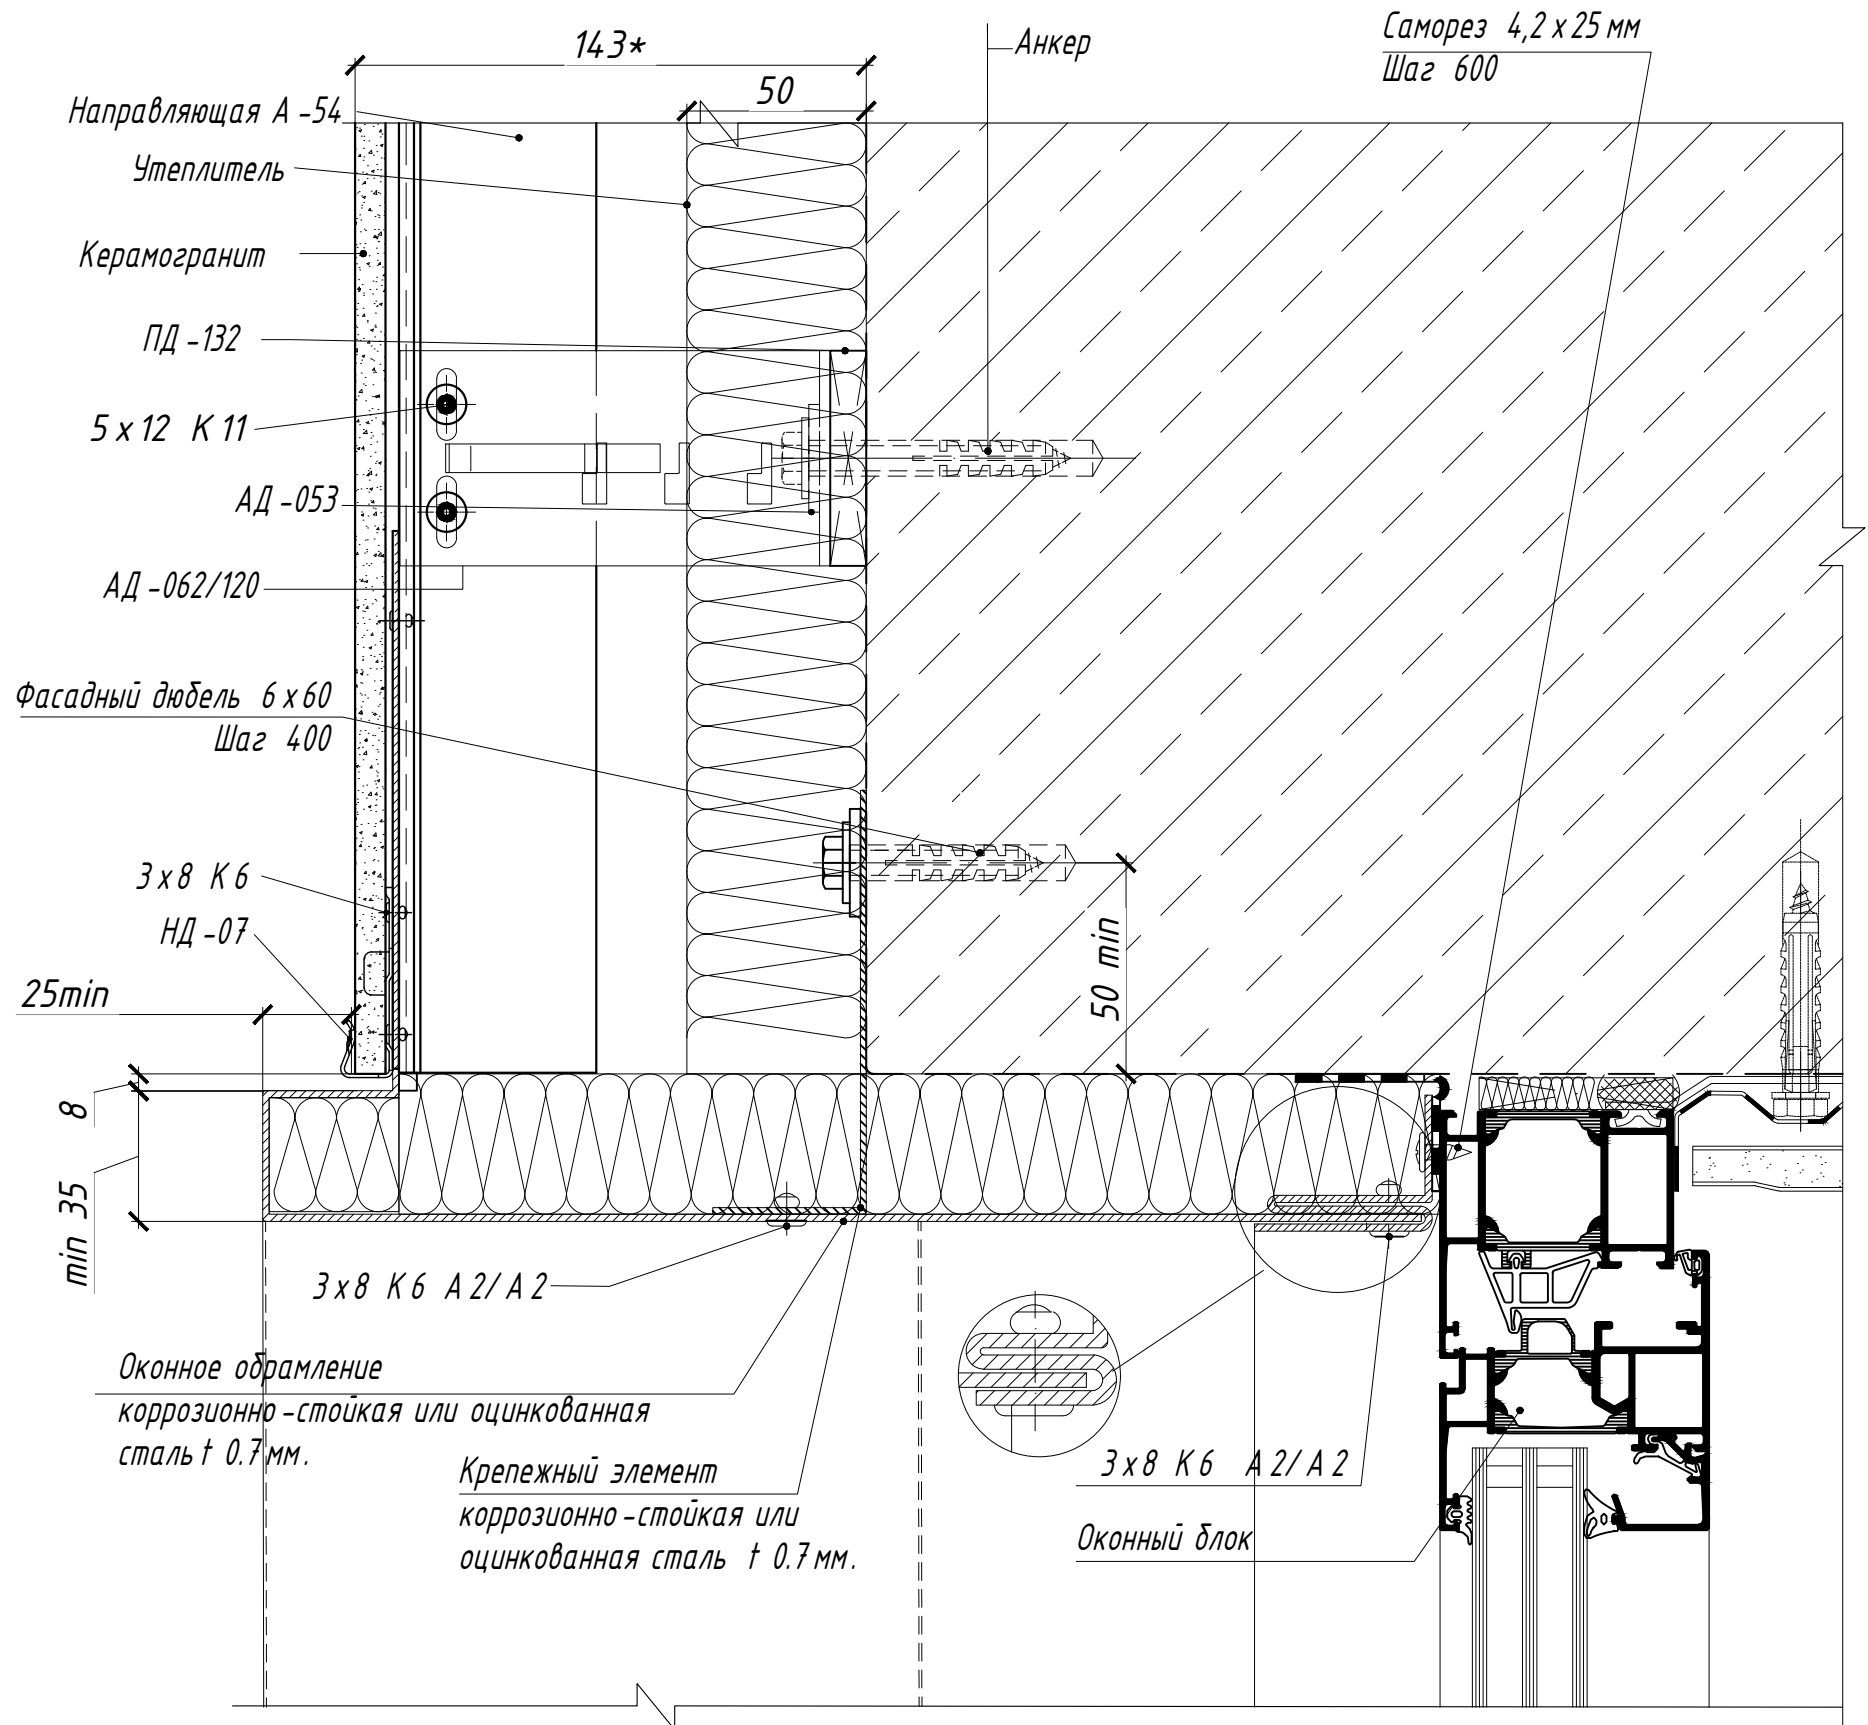 143*
Анкер
Саморез 4,2 х 25 мм
Шаг 600
50
Направляющая А -54
Утеплитель
Керамогранит
ПД -132
5 х 12 К 11
АД -053
АД -062/120
Фасадный дюбель 6 х 60
Шаг 400
3 х 8 К 6
НД -07
25min
50 min
8
min 35
3 х 8 К 6 А 2/ А 2
Оконное обрамление
коррозионно -стойкая или оцинкованная
сталь t 0.7 мм.
Крепежный элемент
коррозионно -стойкая или
оцинкованная сталь t 0.7 мм.
3 х 8 К 6 А 2/ А 2
Оконный блок